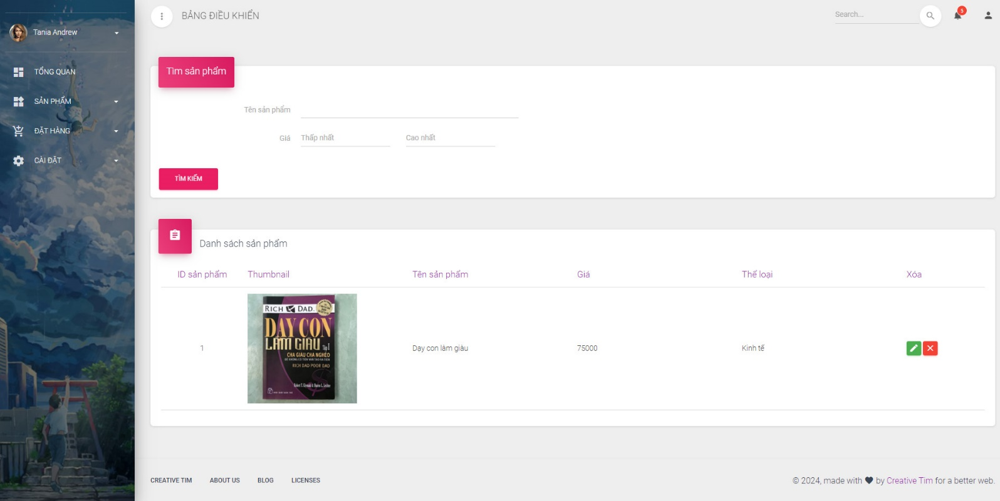 Tania Andrew
TỔNG QUAN
SẢN PHẨM
ĐẶT HÀNG
CÀI ĐẶT
BẢNG ĐIỀU KHIỂN
Search...
5
Tìm sản phẩm
Tên sản phẩm
Giá
Thấp nhất
Cao nhất
TÌM KIẾM
Danh sách sản phẩm
ID sản phẩm
Thumbnail
Tên sản phẩm
Giá
Thể loại
Xóa
1
RICH DAD
DẠY CON
LÀM GIÀU Tập I
CHA GIÀU CHA NGHÈO
RICH DAD POOR DAD
Dạy con làm giàu
75000
Kinh tế
CREATIVE TIM
ABOUT US
BLOG
LICENSES
© 2024, made with ♥ by Creative Tim for a better web.